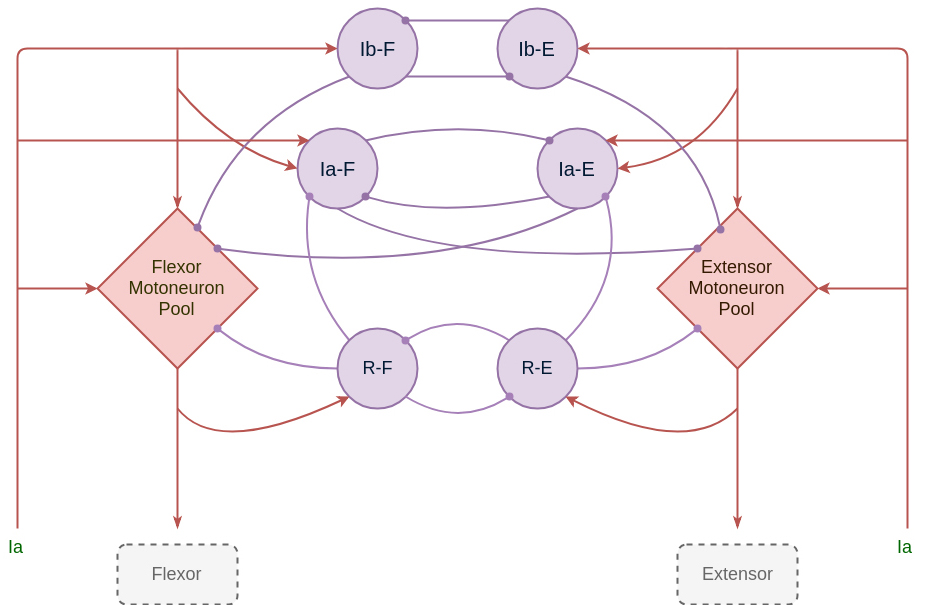 Ib-F
Ib-E
Ia-F
Ia-E
Flexor
Motoneuron
Pool
Extensor
Motoneuron
Pool
R-F
R-E
Ia
Ia
Flexor
Extensor